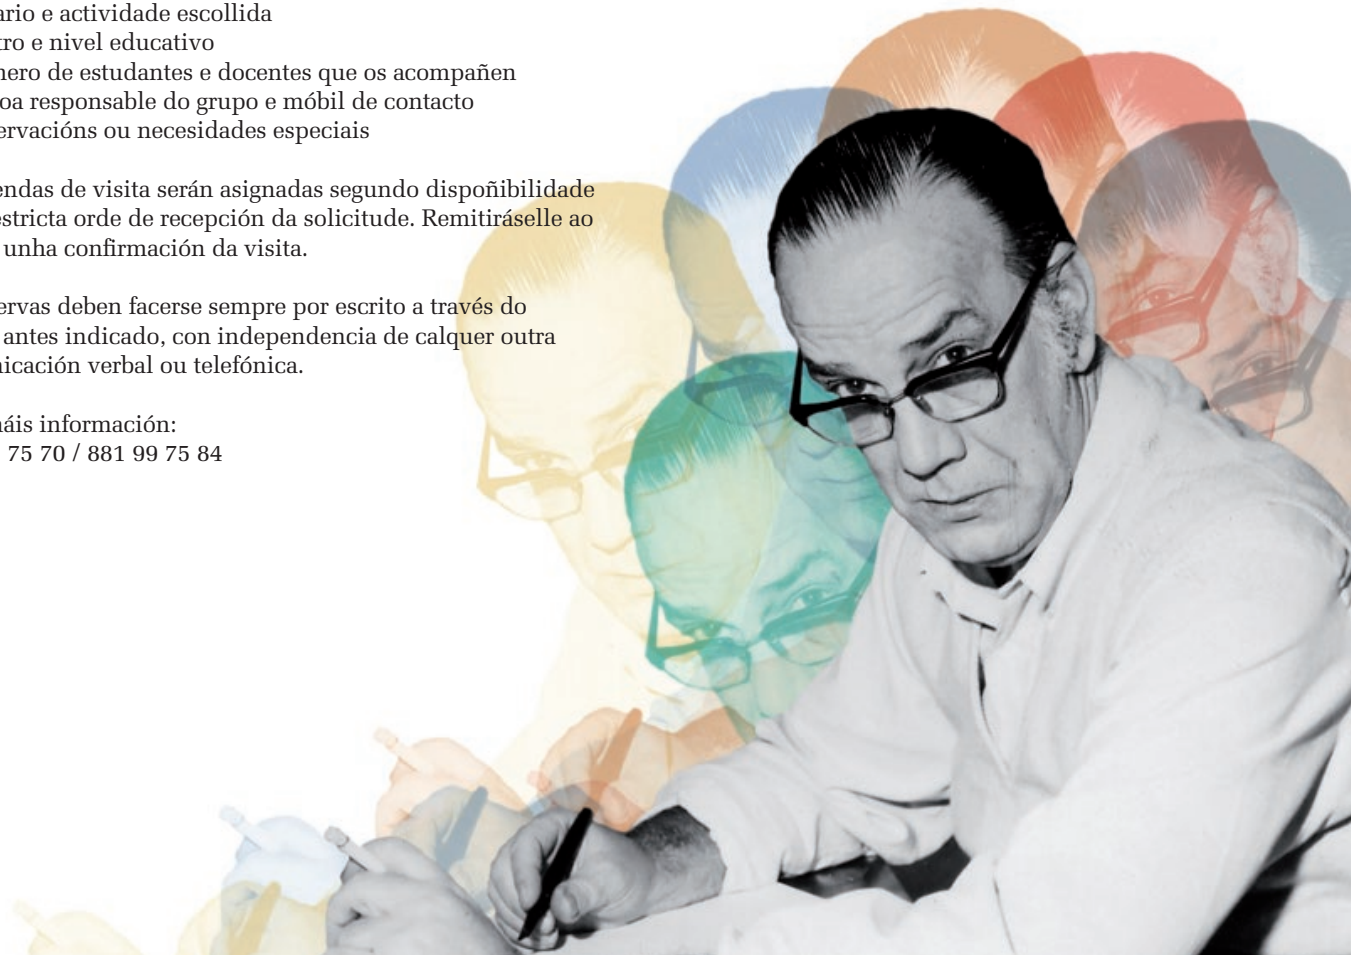 ario e actividade escollida
tro e nivel educativo
nero de estudantes e docentes que os acompañen
oa responsable do grupo e móbil de contacto
ervacións ou necesidades especiais
endas de visita serán asignadas segundo dispoñibilidade
estricta orde de recepción da solicitude. Remitiráselle ao
unha confirmación da visita.
ervas deben facerse sempre por escrito a través do
antes indicado, con independencia de calquer outra
nicación verbal ou telefónica.
náis información:
75 70 / 881 99 75 84